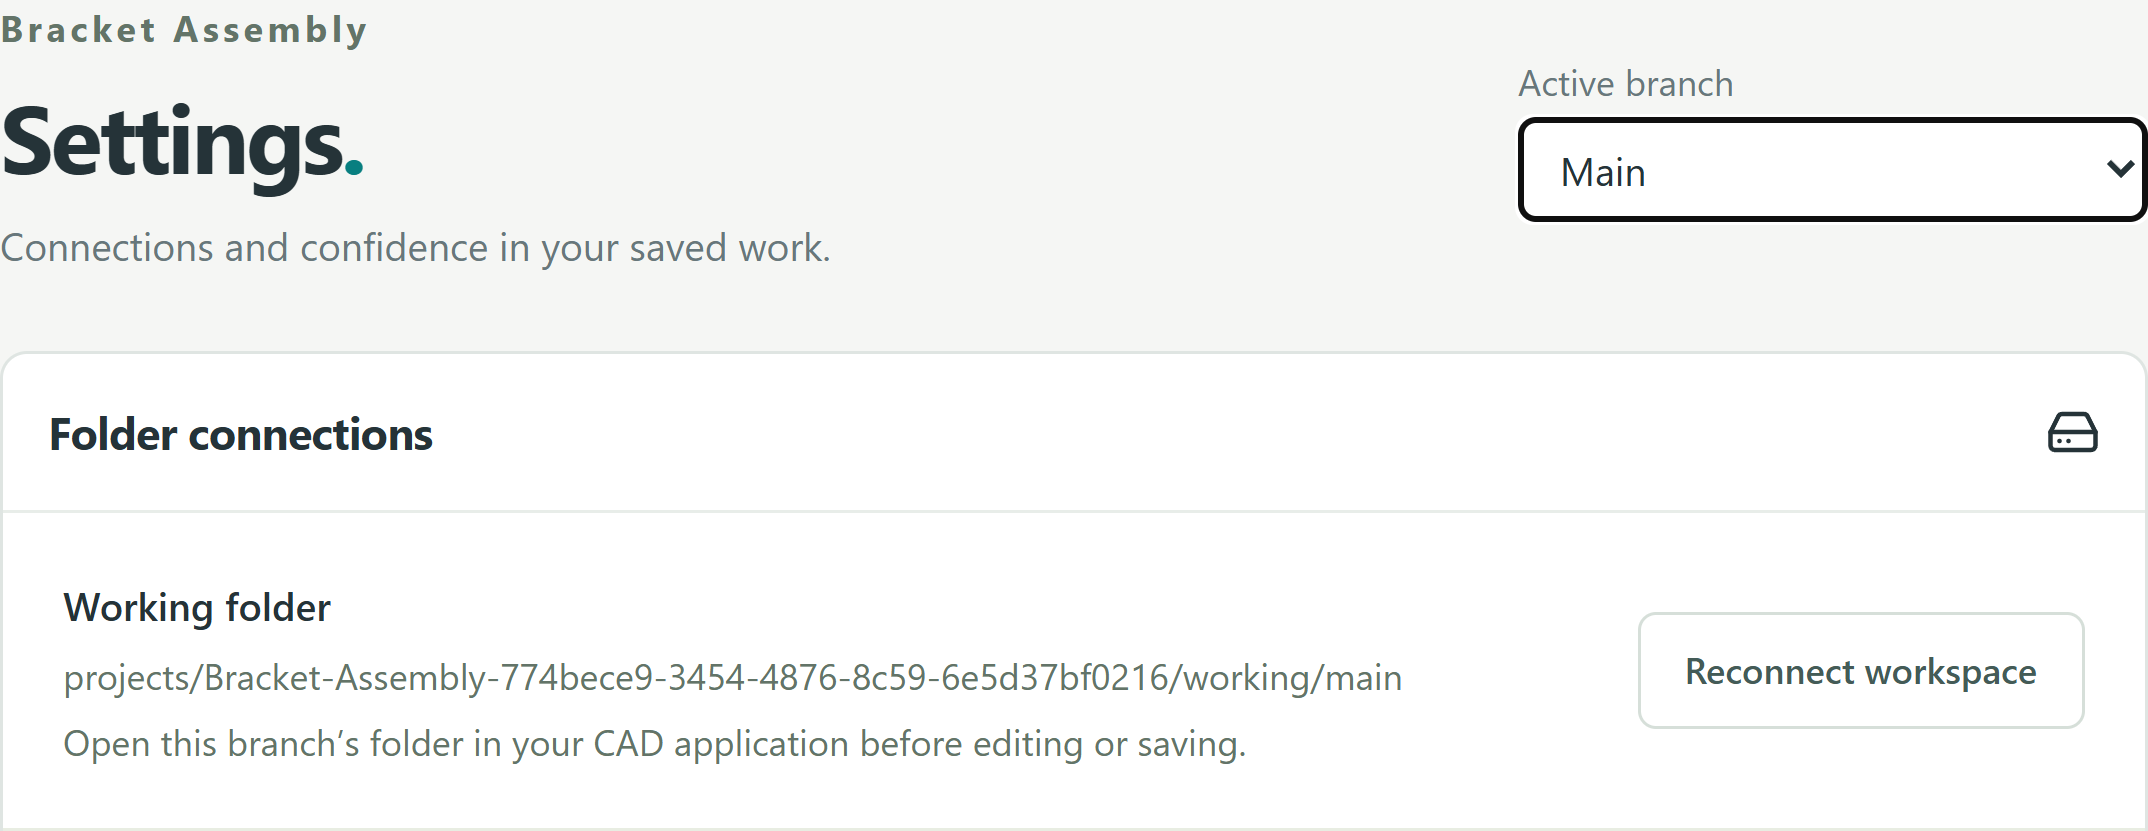 Bracket Assembly
Settings.
Connections and confidence in your saved work.
Active branch
Main
Folder connections
Working folder
projects/Bracket-Assembly-774bece9-3454-4876-8c59-6e5d37bf0216/working/main
Open this branch’s folder in your CAD application before editing or saving.
Reconnect workspace